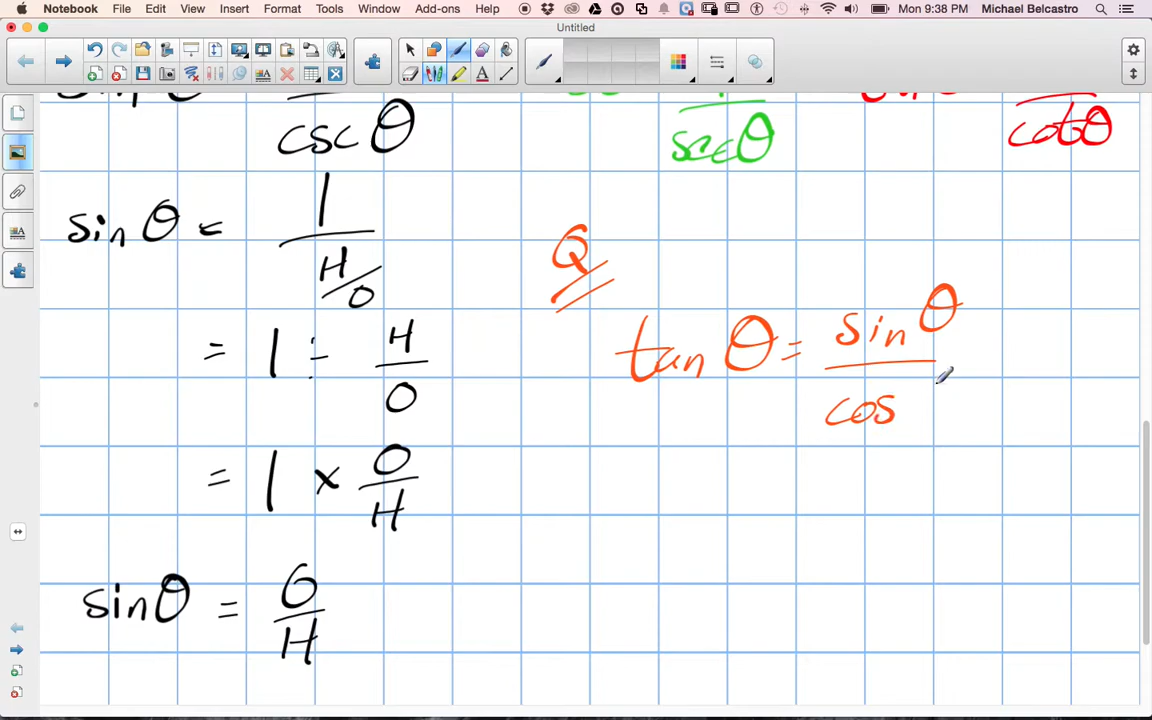 Notebook File Edit View Insert Format Tools Window Add-ons Help Mon 9:38 PM Michael Belcastro
Untitled
csc θ
sec θ
cot θ
sin θ = 1
H/O
= 1 ÷ H
O
= 1 × O
H
sin θ = O
H
Q
tan θ = sin θ
cos